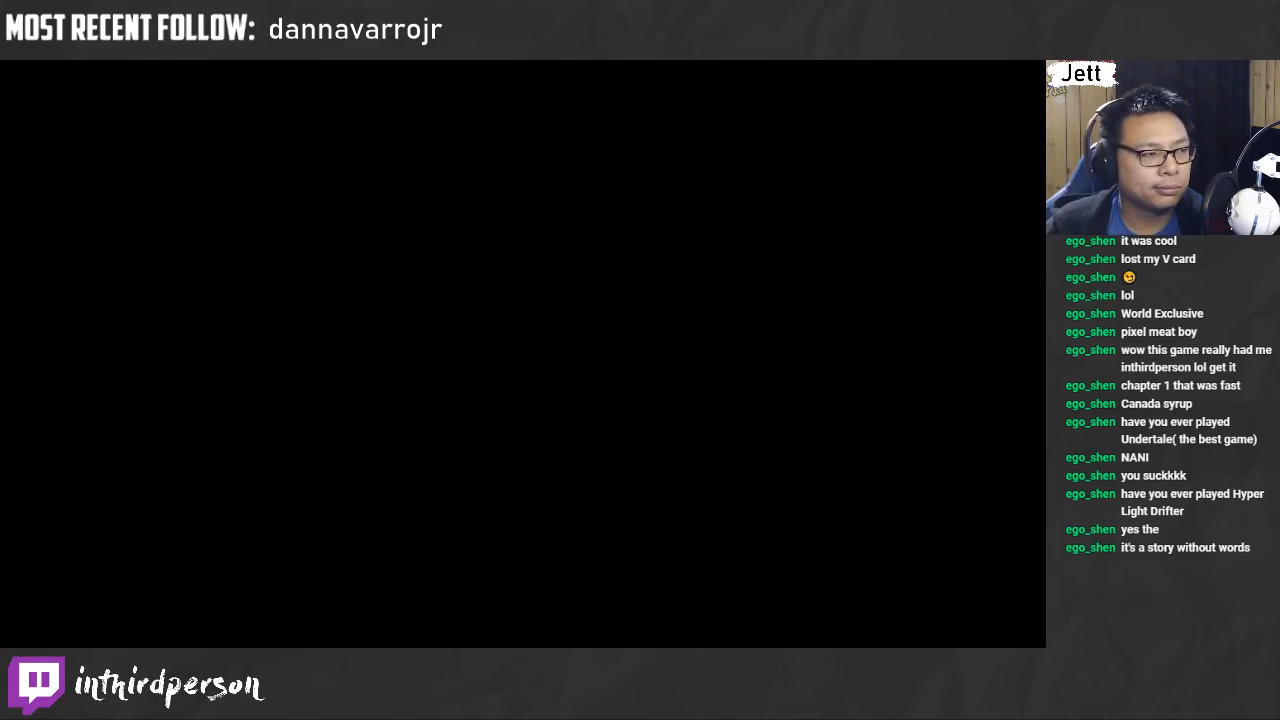 MOST RECENT FOLLOW: dannavarrojr
Jett
ego_shen it was cool
ego_shen lost my V card
ego_shen 😏
ego_shen lol
ego_shen World Exclusive
ego_shen pixel meat boy
ego_shen wow this game really had me
inthirdperson lol get it
ego_shen chapter 1 that was fast
ego_shen Canada syrup
ego_shen have you ever played
Undertale( the best game)
ego_shen NANI
ego_shen you suckkkk
ego_shen have you ever played Hyper
Light Drifter
ego_shen yes the
ego_shen it's a story without words
inthirdperson